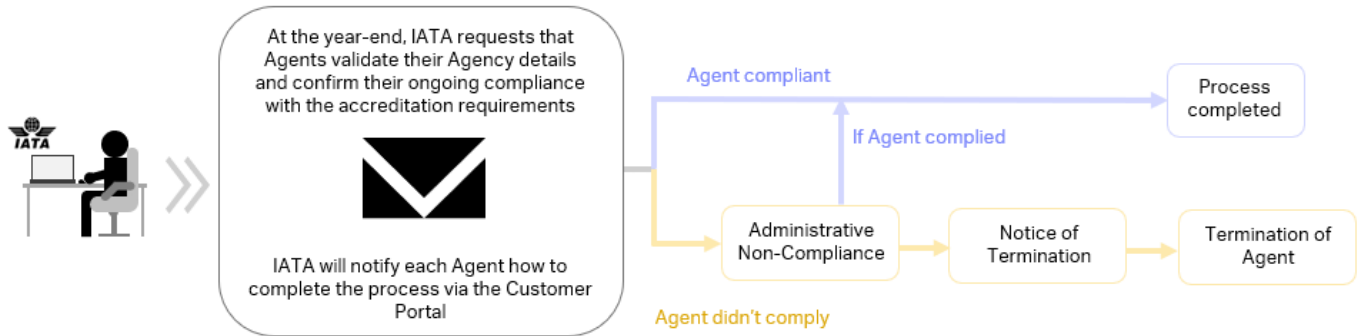 IATA
At the year-end, IATA requests that
Agents validate their Agency details
and confirm their ongoing compliance
with the accreditation requirements
IATA will notify each Agent how to
complete the process via the Customer
Portal
Agent compliant
Process
completed
If Agent complied
Administrative
Non-Compliance
Notice of
Termination
Termination of
Agent
Agent didn't comply